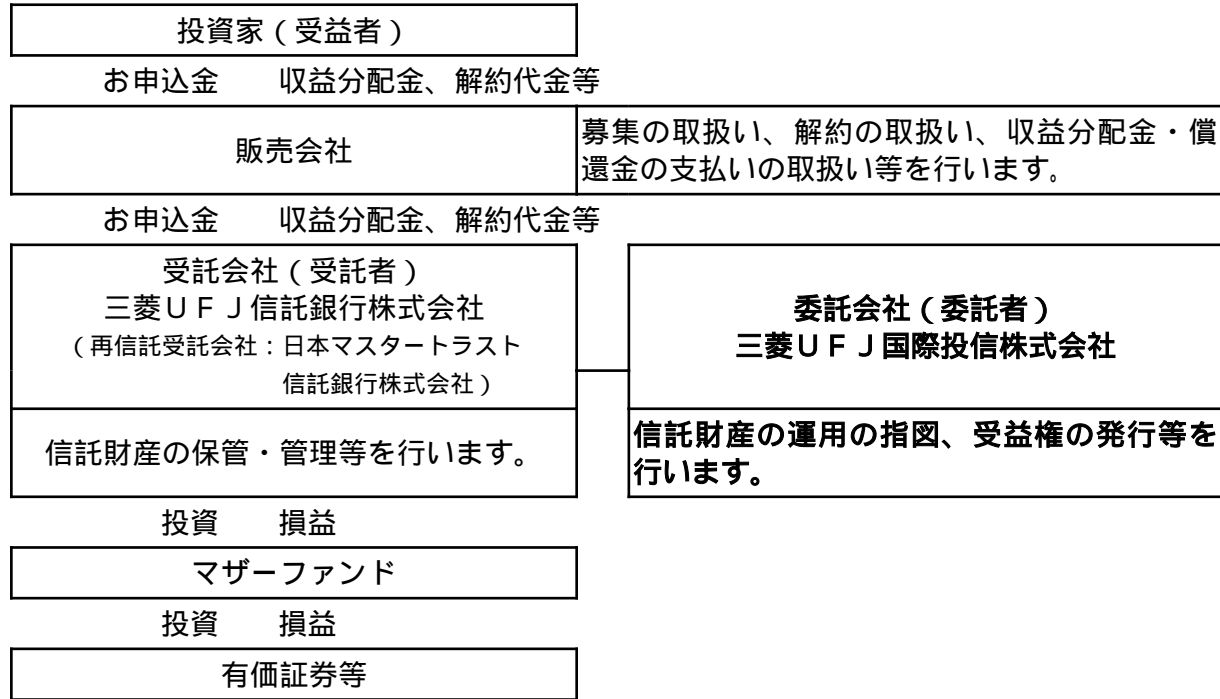 投資家（受益者）
お申込金　　収益分配金、解約代金等
販売会社
募集の取扱い、解約の取扱い、収益分配金・償
還金の支払いの取扱い等を行います。
お申込金　　収益分配金、解約代金等
受託会社（受託者）
三菱ＵＦＪ信託銀行株式会社
（再信託受託会社：日本マスタートラスト
信託銀行株式会社）
信託財産の保管・管理等を行います。
委託会社（委託者）
三菱ＵＦＪ国際投信株式会社
信託財産の運用の指図、受益権の発行等を
行います。
投資　　損益
マザーファンド
投資　　損益
有価証券等